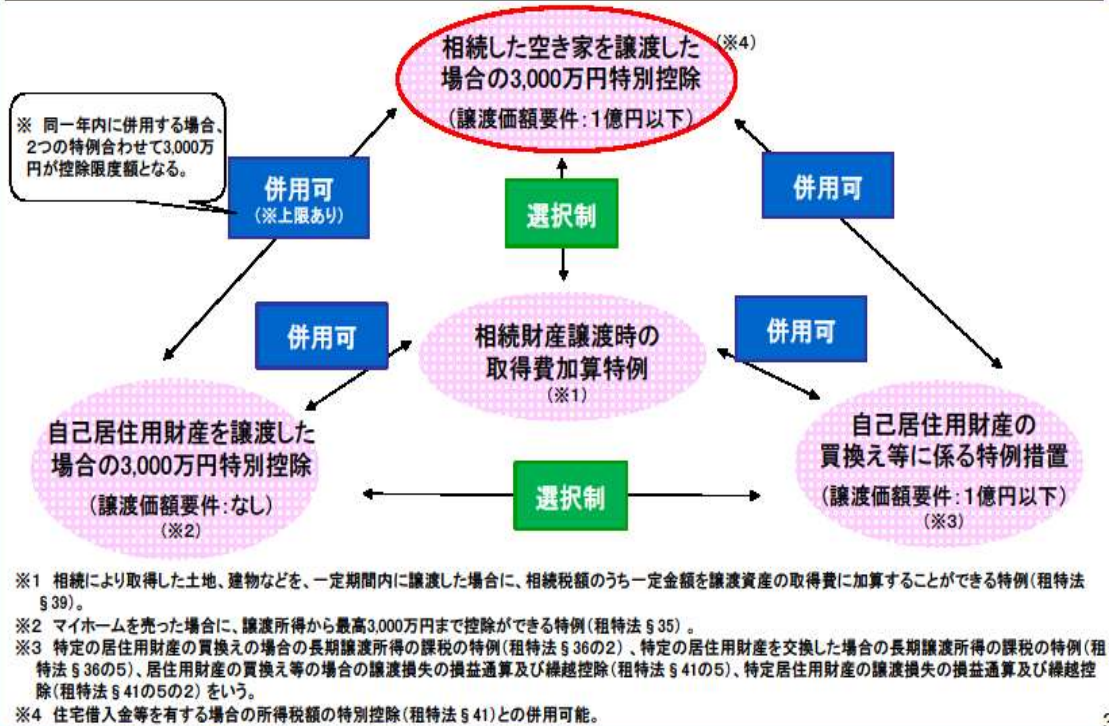 相続した空き家を譲渡した
場合の3,000万円特別控除
(譲渡価額要件:1億円以下)
(※4)
※ 同一年内に併用する場合、
2つの特例合わせて3,000万
円が控除限度額となる。
併用可
(※上限あり)
選択制
併用可
併用可
相続財産譲渡時の
取得費加算特例
(※1)
併用可
自己居住用財産を譲渡した
場合の3,000万円特別控除
(譲渡価額要件:なし)
(※2)
選択制
自己居住用財産の
買換え等に係る特例措置
(譲渡価額要件:1億円以下)
(※3)
※1 相続により取得した土地、建物などを、一定期間内に譲渡した場合に、相続税額のうち一定金額を譲渡資産の取得費に加算することができる特例(租特法
§39)。
※2 マイホームを売った場合に、譲渡所得から最高3,000万円まで控除ができる特例(租特法§35)。
※3 特定の居住用財産の買換えの場合の長期譲渡所得の課税の特例(租特法§36の2)、特定の居住用財産を交換した場合の長期譲渡所得の課税の特例(租
特法§36の5)、居住用財産の買換え等の場合の譲渡損失の損益通算及び繰越控除(租特法§41の5)、特定居住用財産の譲渡損失の損益通算及び繰越控
除(租特法§41の5の2)をいう。
※4 住宅借入金等を有する場合の所得税額の特別控除(租特法§41)との併用可能。